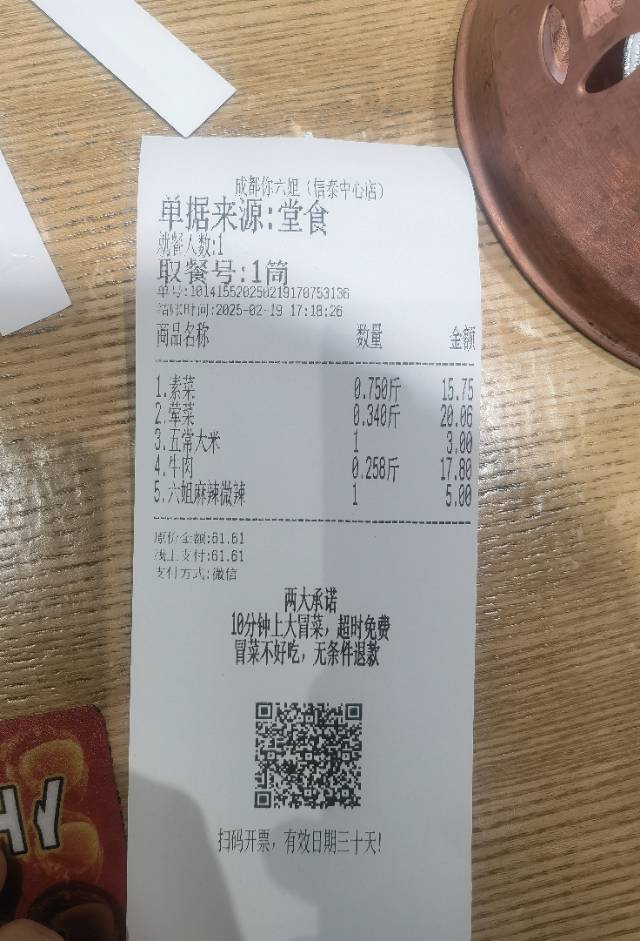 成都你六姐（信泰中心店）
单据来源:堂食
就餐人数:1
取餐号:1筒
单号:101415520250219170753136
结账时间:2025-02-19 17:18:26
商品名称 数量 金额
1.素菜 0.750斤 15.75
2.荤菜 0.340斤 20.06
3.五常大米 1 3.00
4.牛肉 0.258斤 17.80
5.六姐麻辣微辣 1 5.00
原价金额:61.61
线上支付:61.61
支付方式:微信
两大承诺
10分钟上大冒菜，超时免费
冒菜不好吃，无条件退款
扫码开票，有效日期三十天!